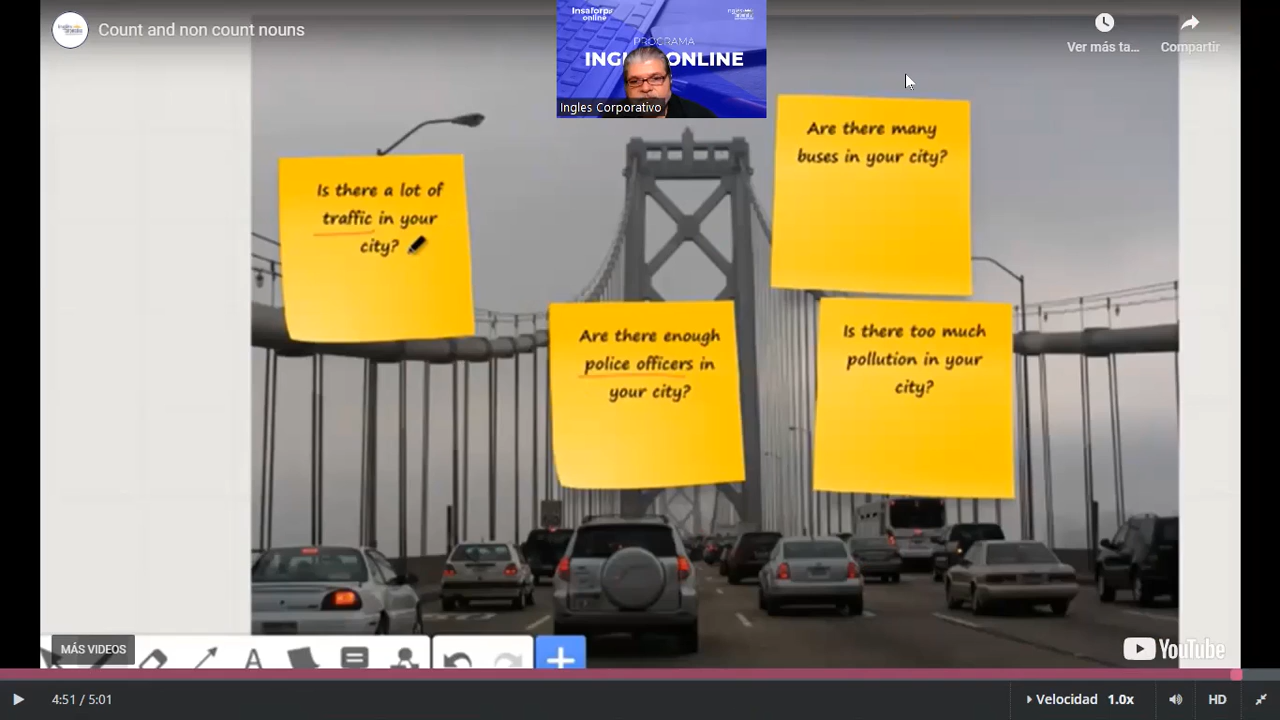 Count and non count nouns
Insaforp
online
PROGRAMA
Ingles Corporativo
Ver más ta...
Compartir
Is there a lot of
traffic in your
city?
Are there many
buses in your city?
Are there enough
police officers in
your city?
Is there too much
pollution in your
city?
MÁS VIDEOS
A
YouTube
4:51 / 5:01
Velocidad 1.0x
HD